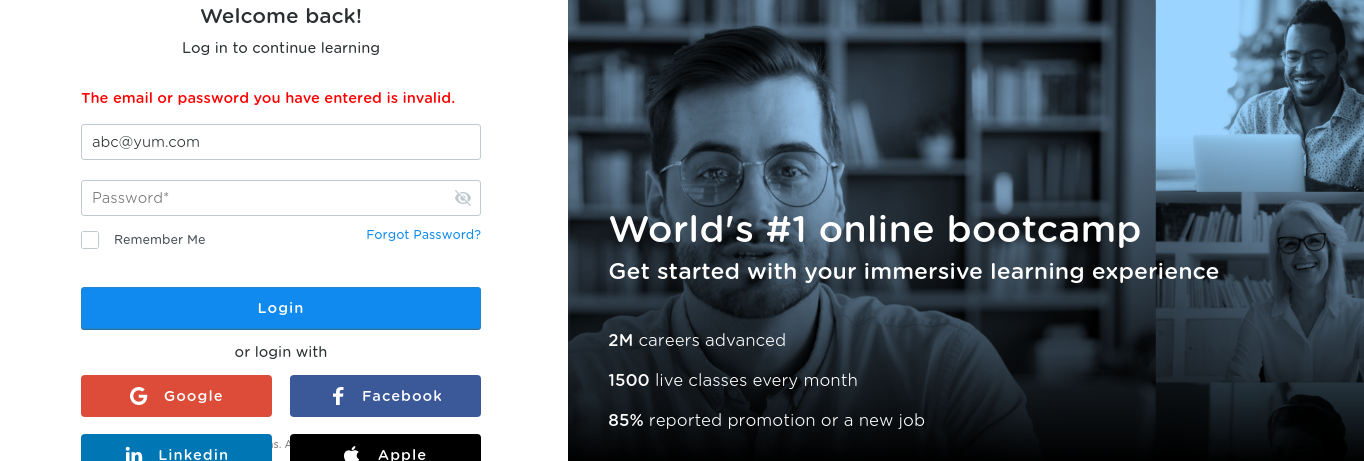 Welcome back!
Log in to continue learning
The email or password you have entered is invalid.
abc@yum.com
Password*
Remember Me
Forgot Password?
Login
or login with
Google
Facebook
Linkedin
Apple
World's #1 online bootcamp
Get started with your immersive learning experience
2M careers advanced
1500 live classes every month
85% reported promotion or a new job